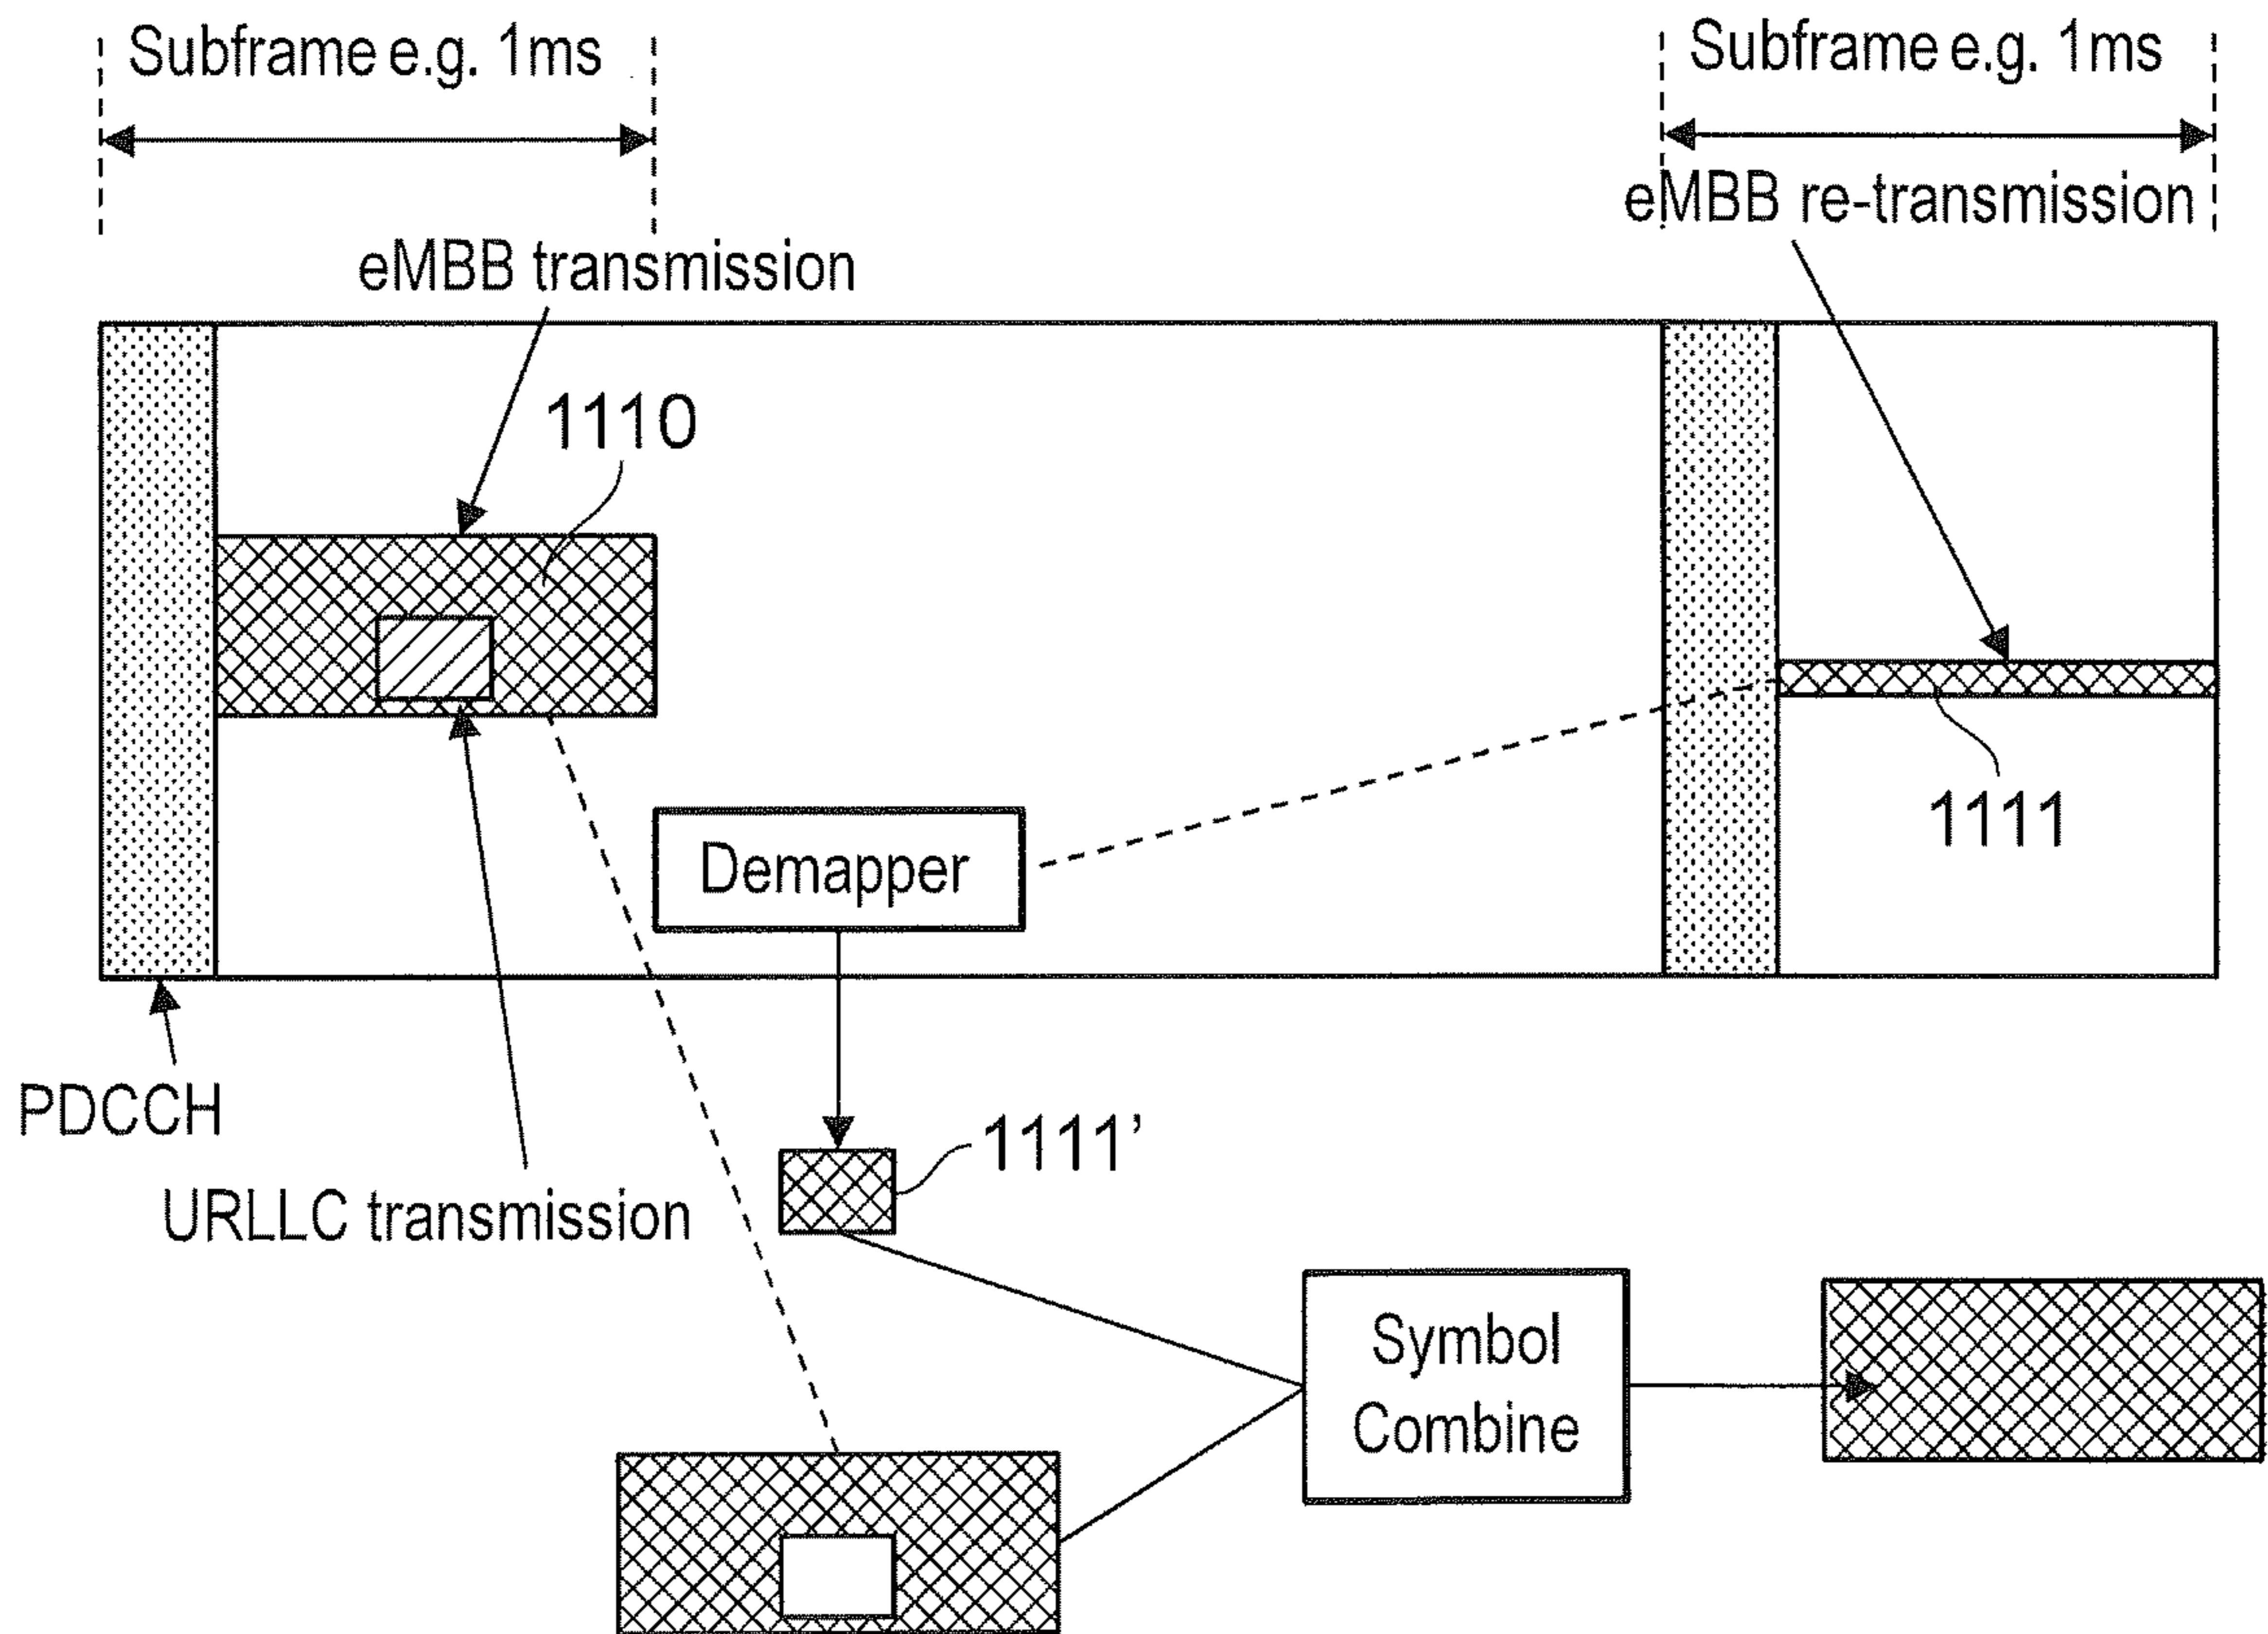 Subframe e.g. 1ms
Subframe e.g. 1ms
eMBB re-transmission
eMBB transmission
1110
1111
Demapper
PDCCH
1111’
URLLC transmission
Symbol
Combine